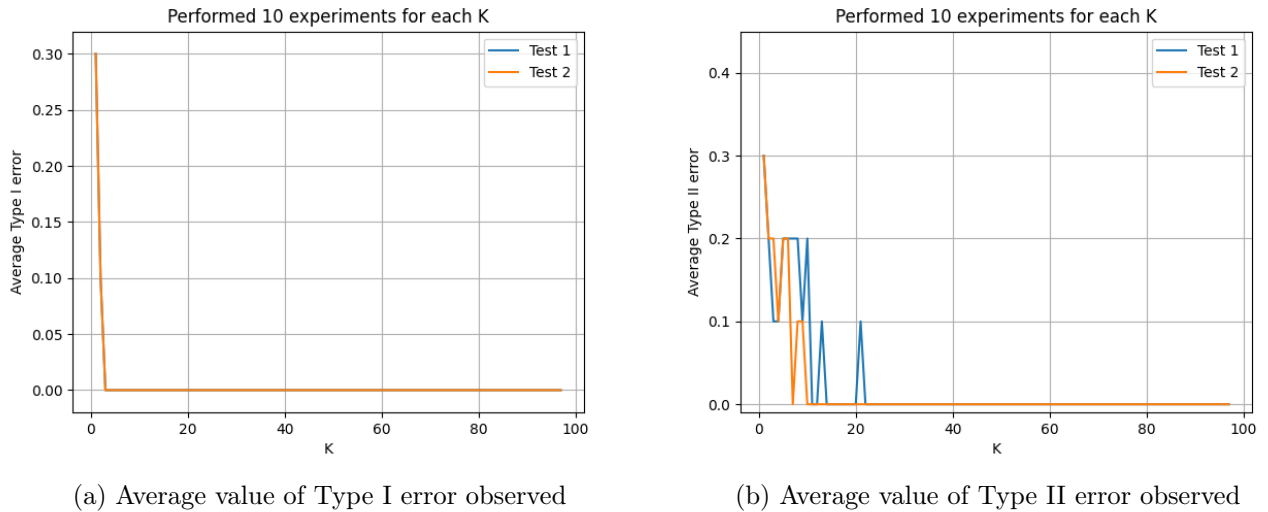 Performed 10 experiments for each K
Average Type I error
0.30
0.25
0.20
0.15
0.10
0.05
0.00
Test 1
Test 2
0
20
40
60
80
100
K
(a) Average value of Type I error observed
Performed 10 experiments for each K
Average Type II error
0.4
0.3
0.2
0.1
0.0
Test 1
Test 2
0
20
40
60
80
100
K
(b) Average value of Type II error observed